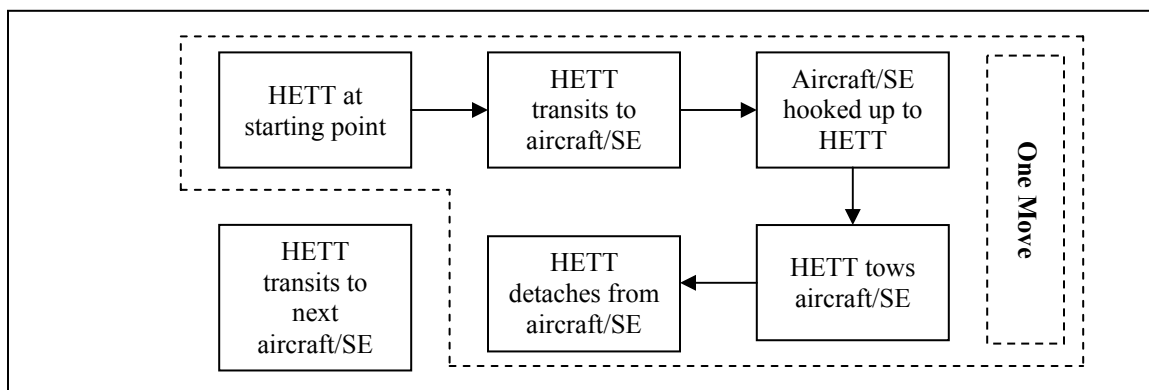 HETT at
starting point
HETT
transits to
aircraft/SE
Aircraft/SE
hooked up to
HETT
One Move
HETT tows
aircraft/SE
HETT
detaches from
aircraft/SE
HETT
transits to
next
aircraft/SE